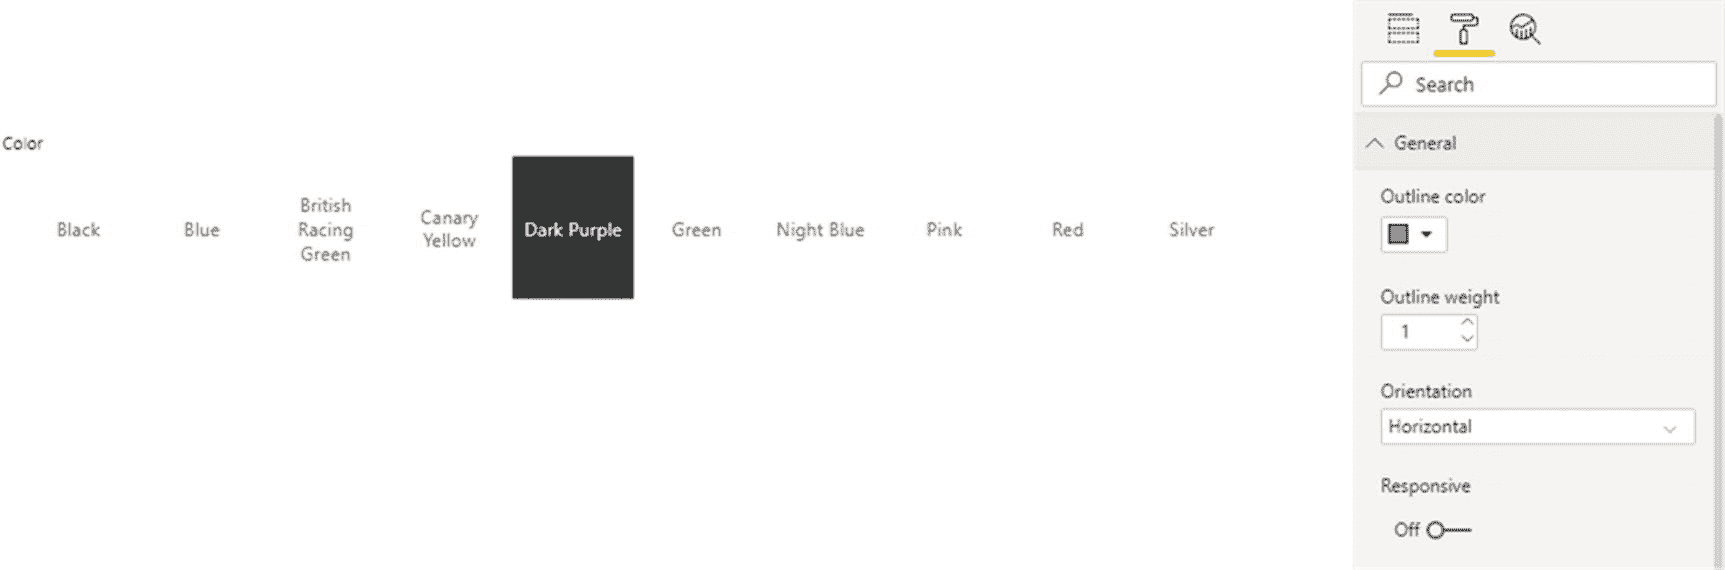 Color
Black
Blue
British
Racing
Green
Canary
Yellow
Dark Purple
Green
Night Blue
Pink
Red
Silver
Search
General
Outline color
Outline weight
1
Orientation
Horizontal
Responsive
Off